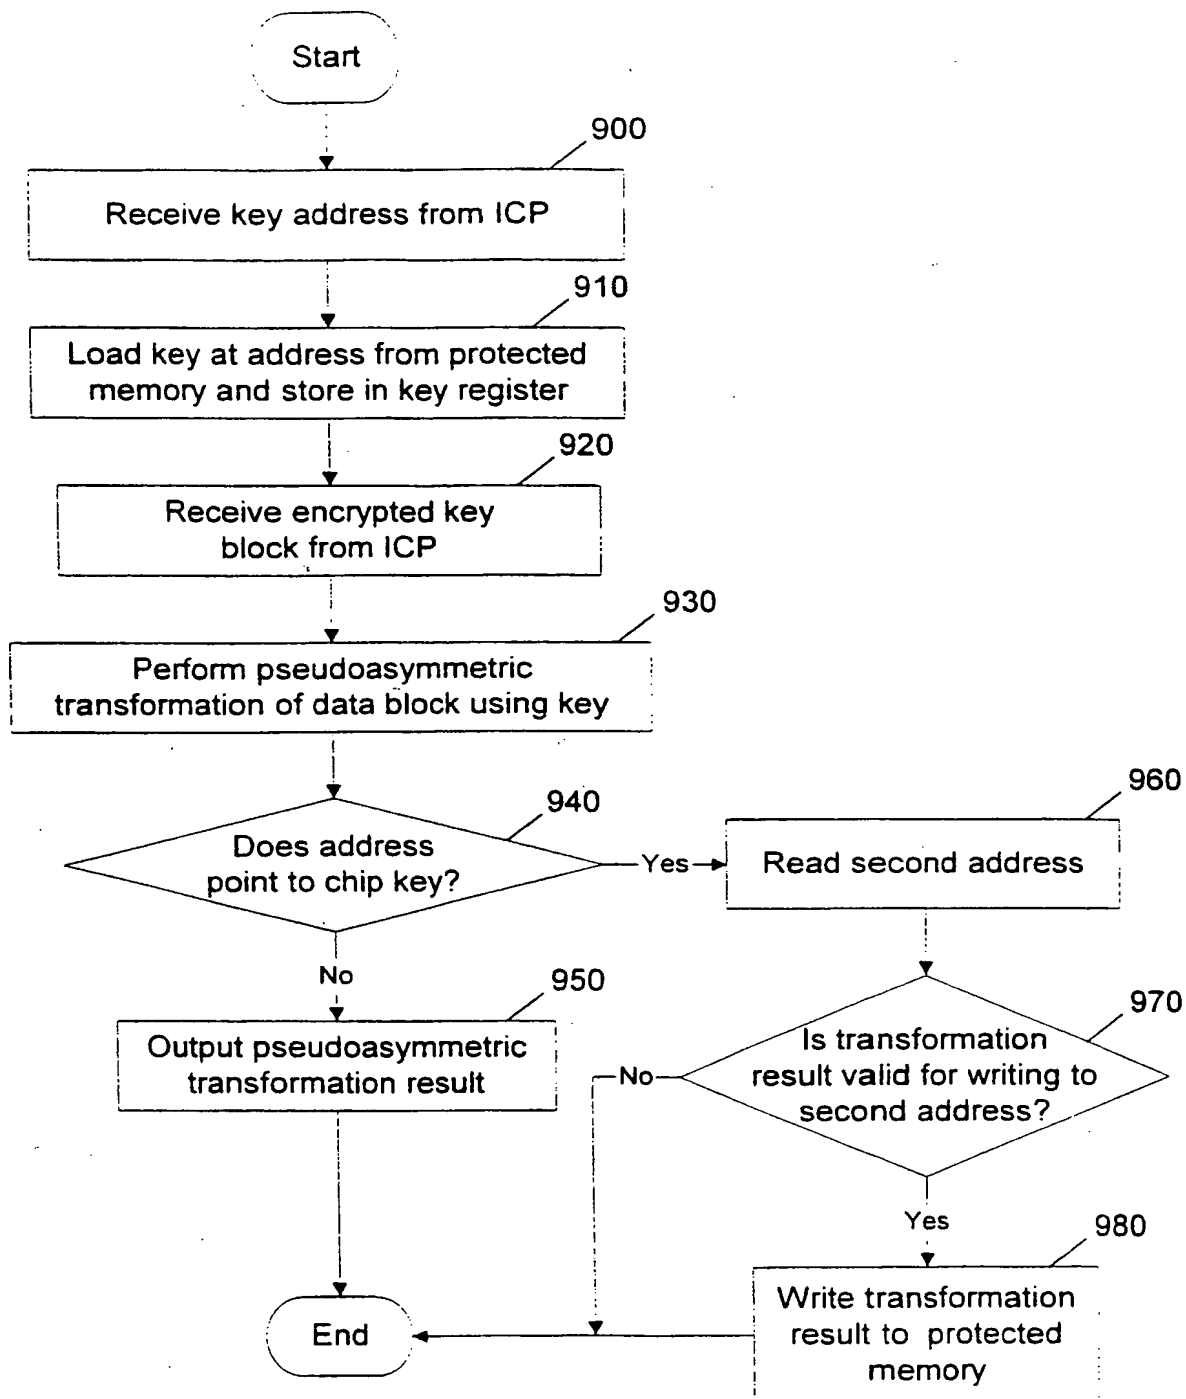 Start
900
Receive key address from ICP
910
Load key at address from protected
memory and store in key register
920
Receive encrypted key
block from ICP
930
Perform pseudoasymmetric
transformation of data block using key
940
Does address
point to chip key?
Yes
960
Read second address
No
950
Output pseudoasymmetric
transformation result
970
Is transformation
result valid for writing to
second address?
No
Yes
980
Write transformation
result to protected
memory
End